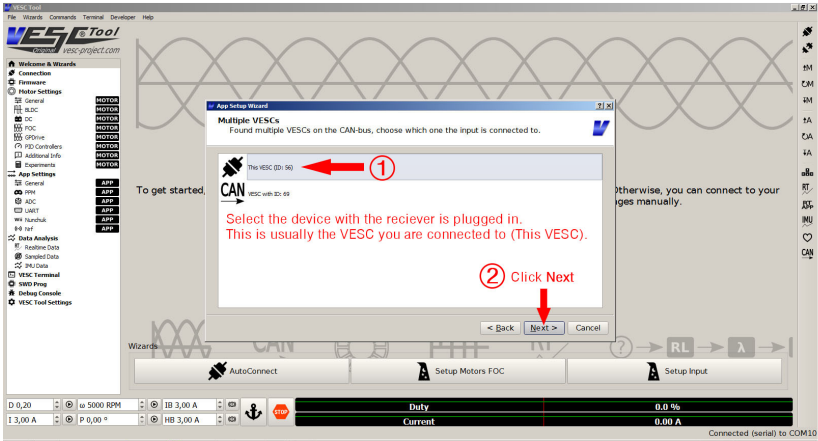 VESC Tool
File Wizards Commands Terminal Developer Help
VESC ® Tool
Original vesc-project.com
Welcome & Wizards
Connection
Firmware
Motor Settings
General MOTOR
BLDC MOTOR
DC MOTOR
FOC MOTOR
GPDrive MOTOR
PID Controllers MOTOR
Additional Info MOTOR
Experiments MOTOR
App Settings
General APP
PPM APP
ADC APP
UART APP
Nunchuk APP
Nrf APP
Data Analysis
Realtime Data
Sampled Data
IMU Data
VESC Terminal
SWD Prog
Debug Console
VESC Tool Settings
App Setup Wizard
Multiple VESCs
Found multiple VESCs on the CAN-bus, choose which one the input is connected to.
This VESC (ID: 56)
1
CAN VESC with ID: 69
Select the device with the reciever is plugged in.
This is usually the VESC you are connected to (This VESC).
2 Click Next
< Back Next > Cancel
To get started,
Otherwise, you can connect to your
ges manually.
Wizards
CAN
? RL λ
AutoConnect Setup Motors FOC Setup Input
D 0,20 ω 5000 RPM IB 3,00 A
I 3,00 A P 0,00 ° HB 3,00 A
STOP
Duty 0.0 %
Current 0.00 A
Connected (serial) to COM10
RT
APP
IMU
CAN